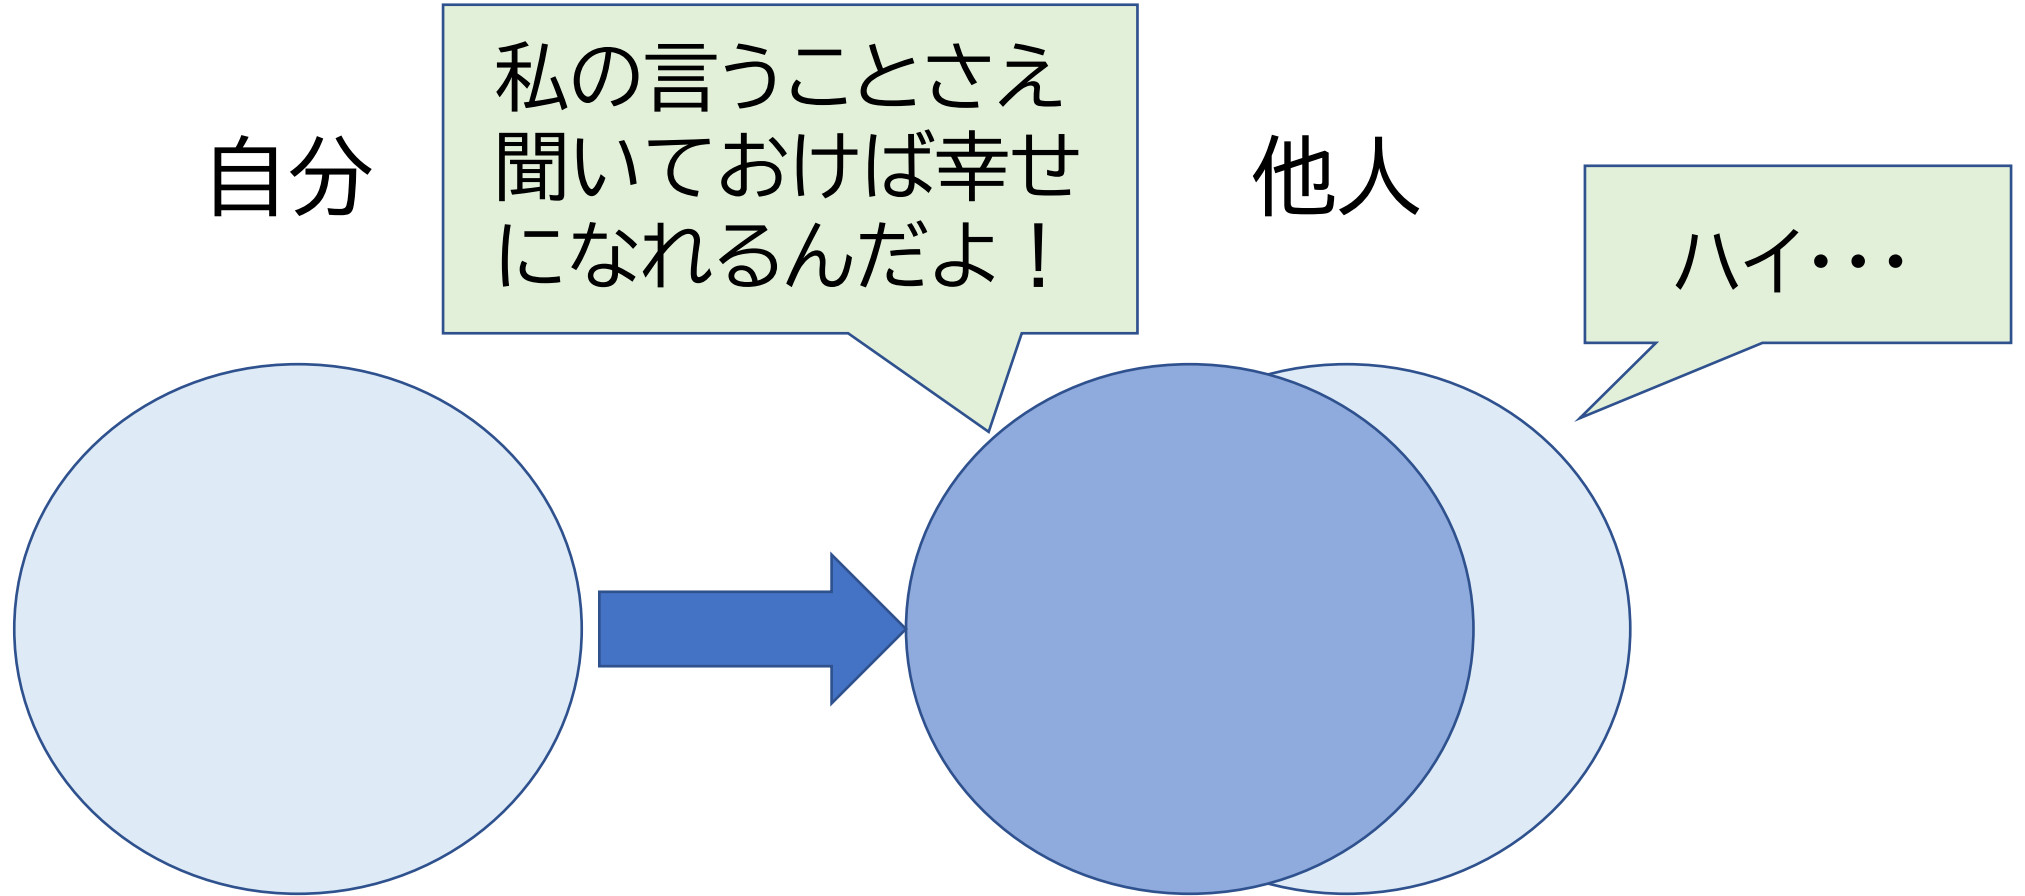 自分
私の言うことさえ
聞いておけば幸せ
になれるんだよ！
他人
ハイ・・・